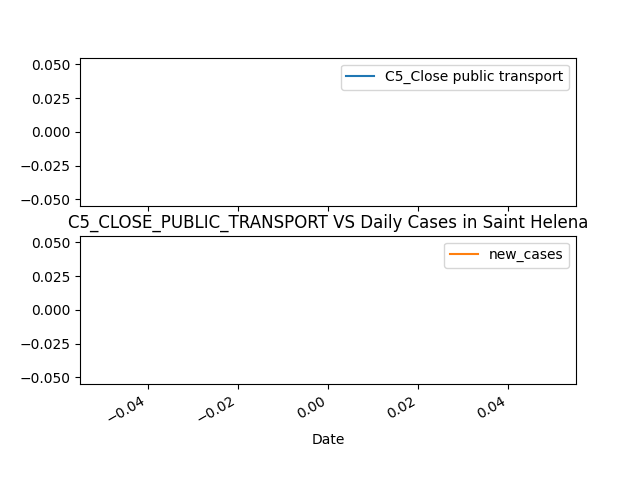 0.050
C5_Close public transport
0.025
0.000
−0.025
−0.050
C5_CLOSE_PUBLIC_TRANSPORT VS Daily Cases in Saint Helena
0.050
new_cases
0.025
0.000
−0.025
−0.050
−0.04 −0.02 0.00 0.02 0.04
Date